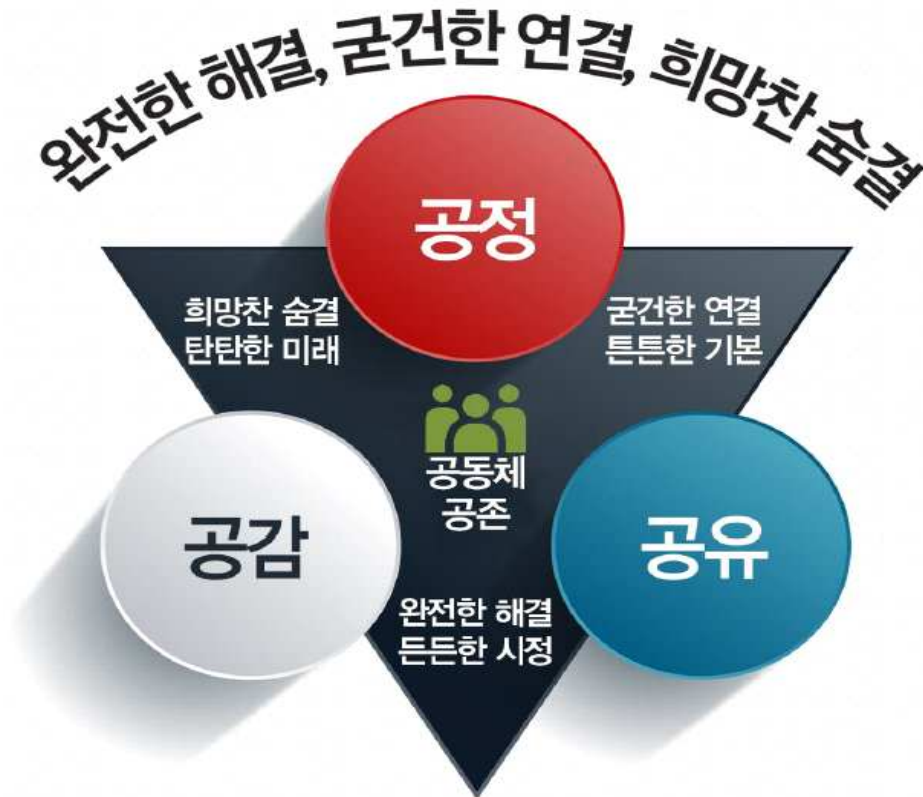 완전한 해결, 굳건한 연결, 희망찬 숨결
공정
희망찬 숨결
탄탄한 미래
굳건한 연결
튼튼한 기본
공동체
공존
공감
공유
완전한 해결
든든한 시정